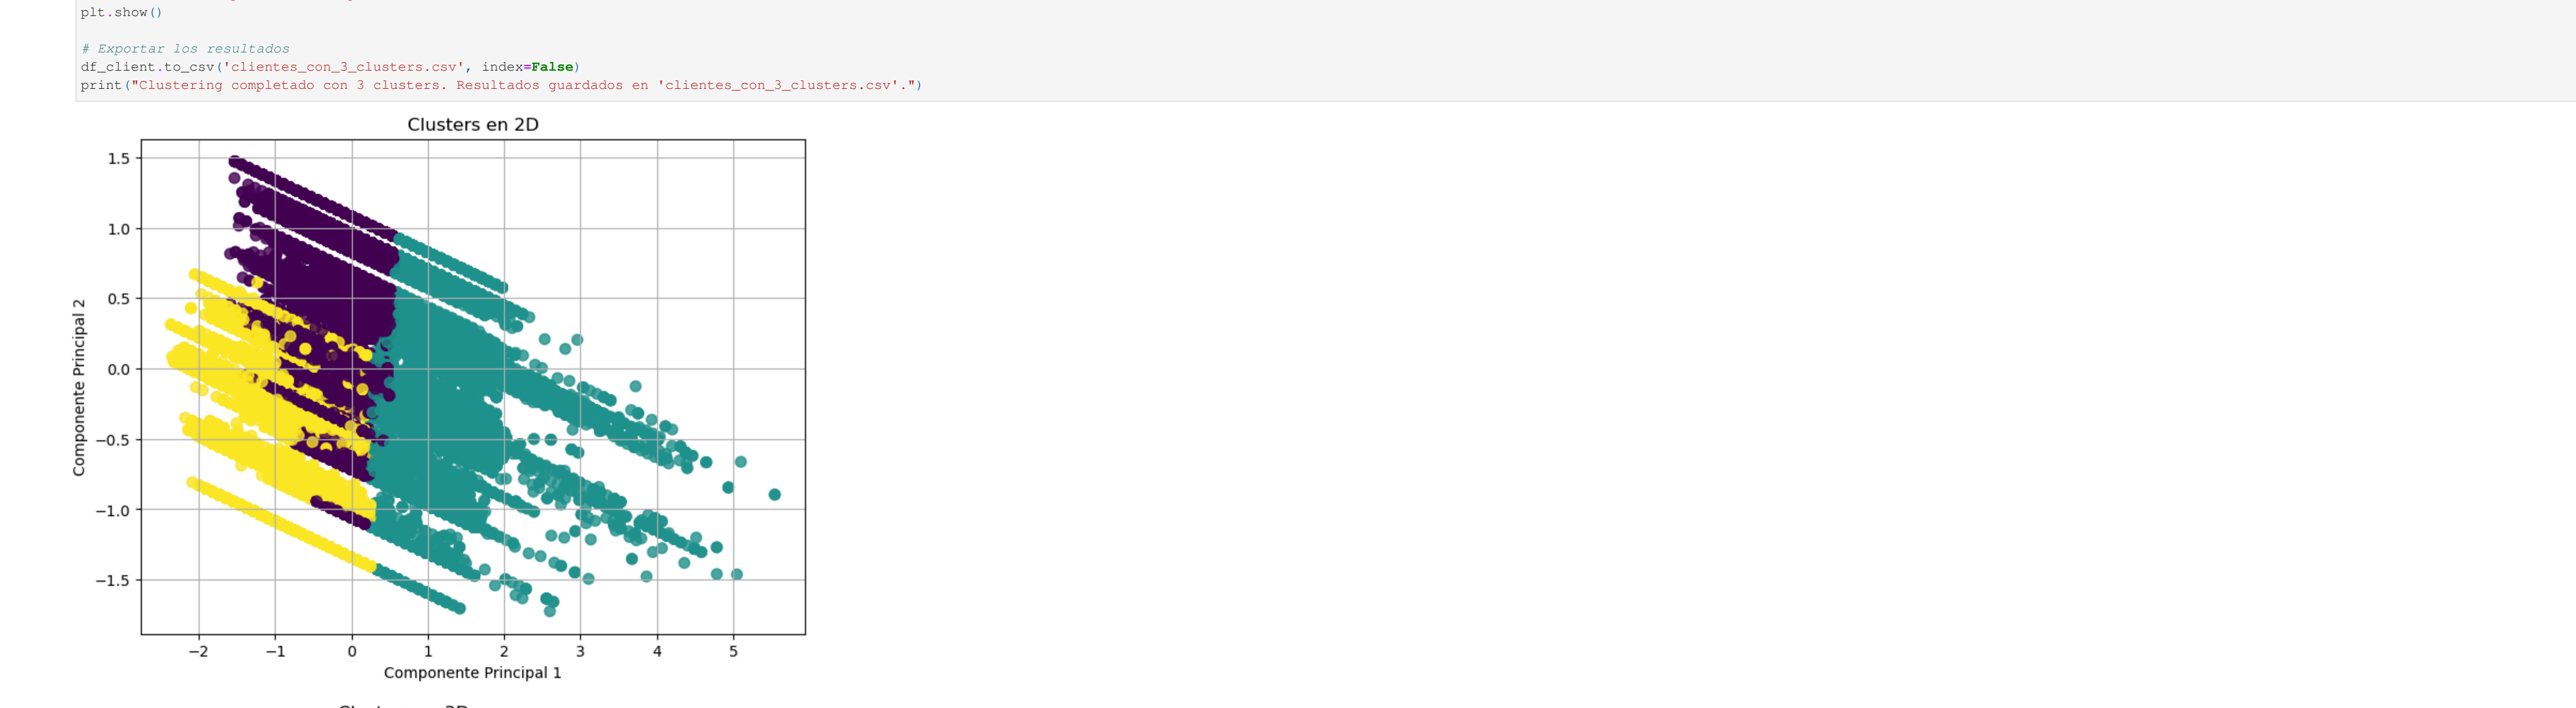 plt.show()
# Exportar los resultados
df_client.to_csv('clientes_con_3_clusters.csv', index=False)
print("Clustering completado con 3 clusters. Resultados guardados en 'clientes_con_3_clusters.csv'.")
Clusters en 2D
Componente Principal 2
1.5
1.0
0.5
0.0
−0.5
−1.0
−1.5
−2 −1 0 1 2 3 4 5
Componente Principal 1